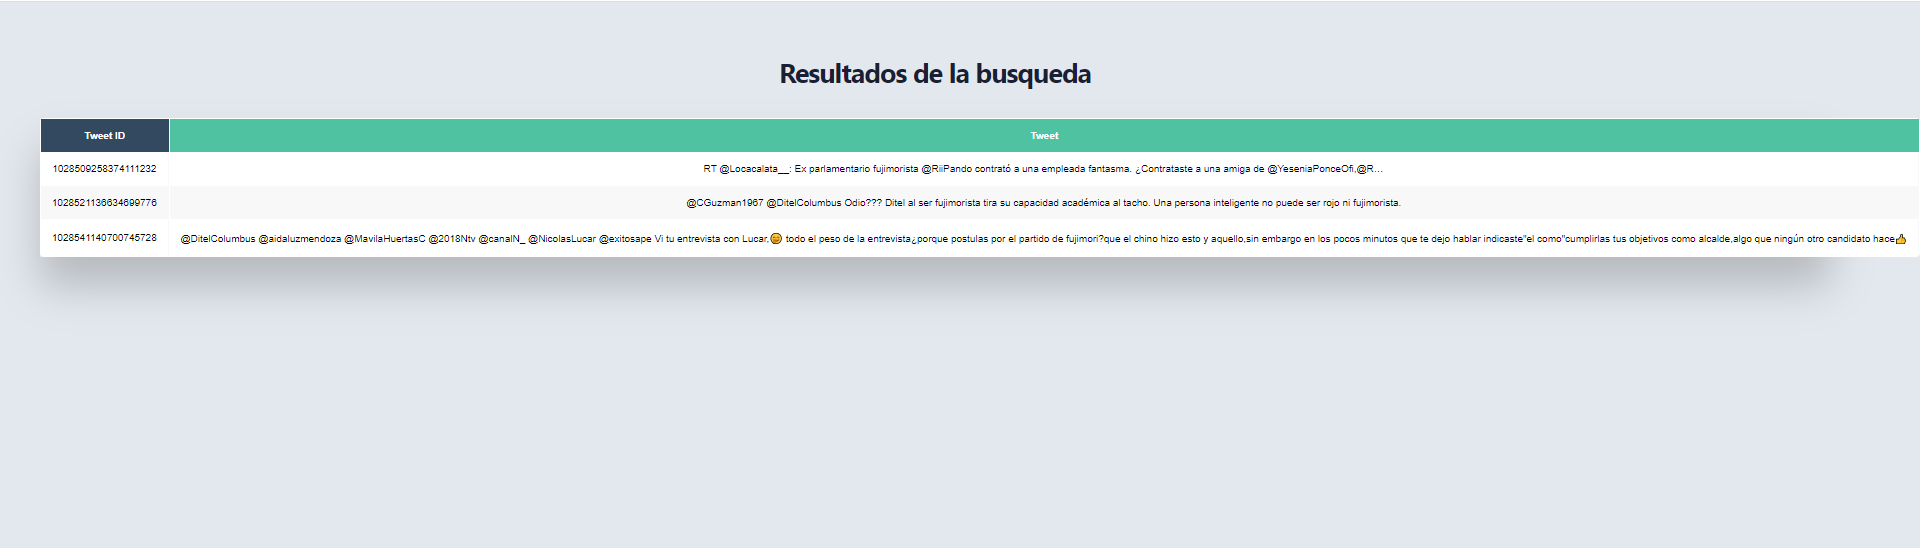 Resultados de la busqueda
Tweet ID Tweet
1028509258374111232 RT @Locacalata__: Ex parlamentario fujimorista @RiiPando contrató a una empleada fantasma. ¿Contrataste a una amiga de @YeseniaPonceOfi,@R…
1028521136634699776 @CGuzman1967 @DitelColumbus Odio??? Ditel al ser fujimorista tira su capacidad académica al tacho. Una persona inteligente no puede ser rojo ni fujimorista.
1028541140700745728 @DitelColumbus @aidaluzmendoza @MavilaHuertasC @2018Ntv @canalN_ @NicolasLucar @exitosape Vi tu entrevista con Lucar,😄 todo el peso de la entrevista¿porque postulas por el partido de fujimori?que el chino hizo esto y aquello,sin embargo en los pocos minutos que te dejo hablar indicaste"el como"cumplirlas tus objetivos como alcalde,algo que ningún otro candidato hace👍